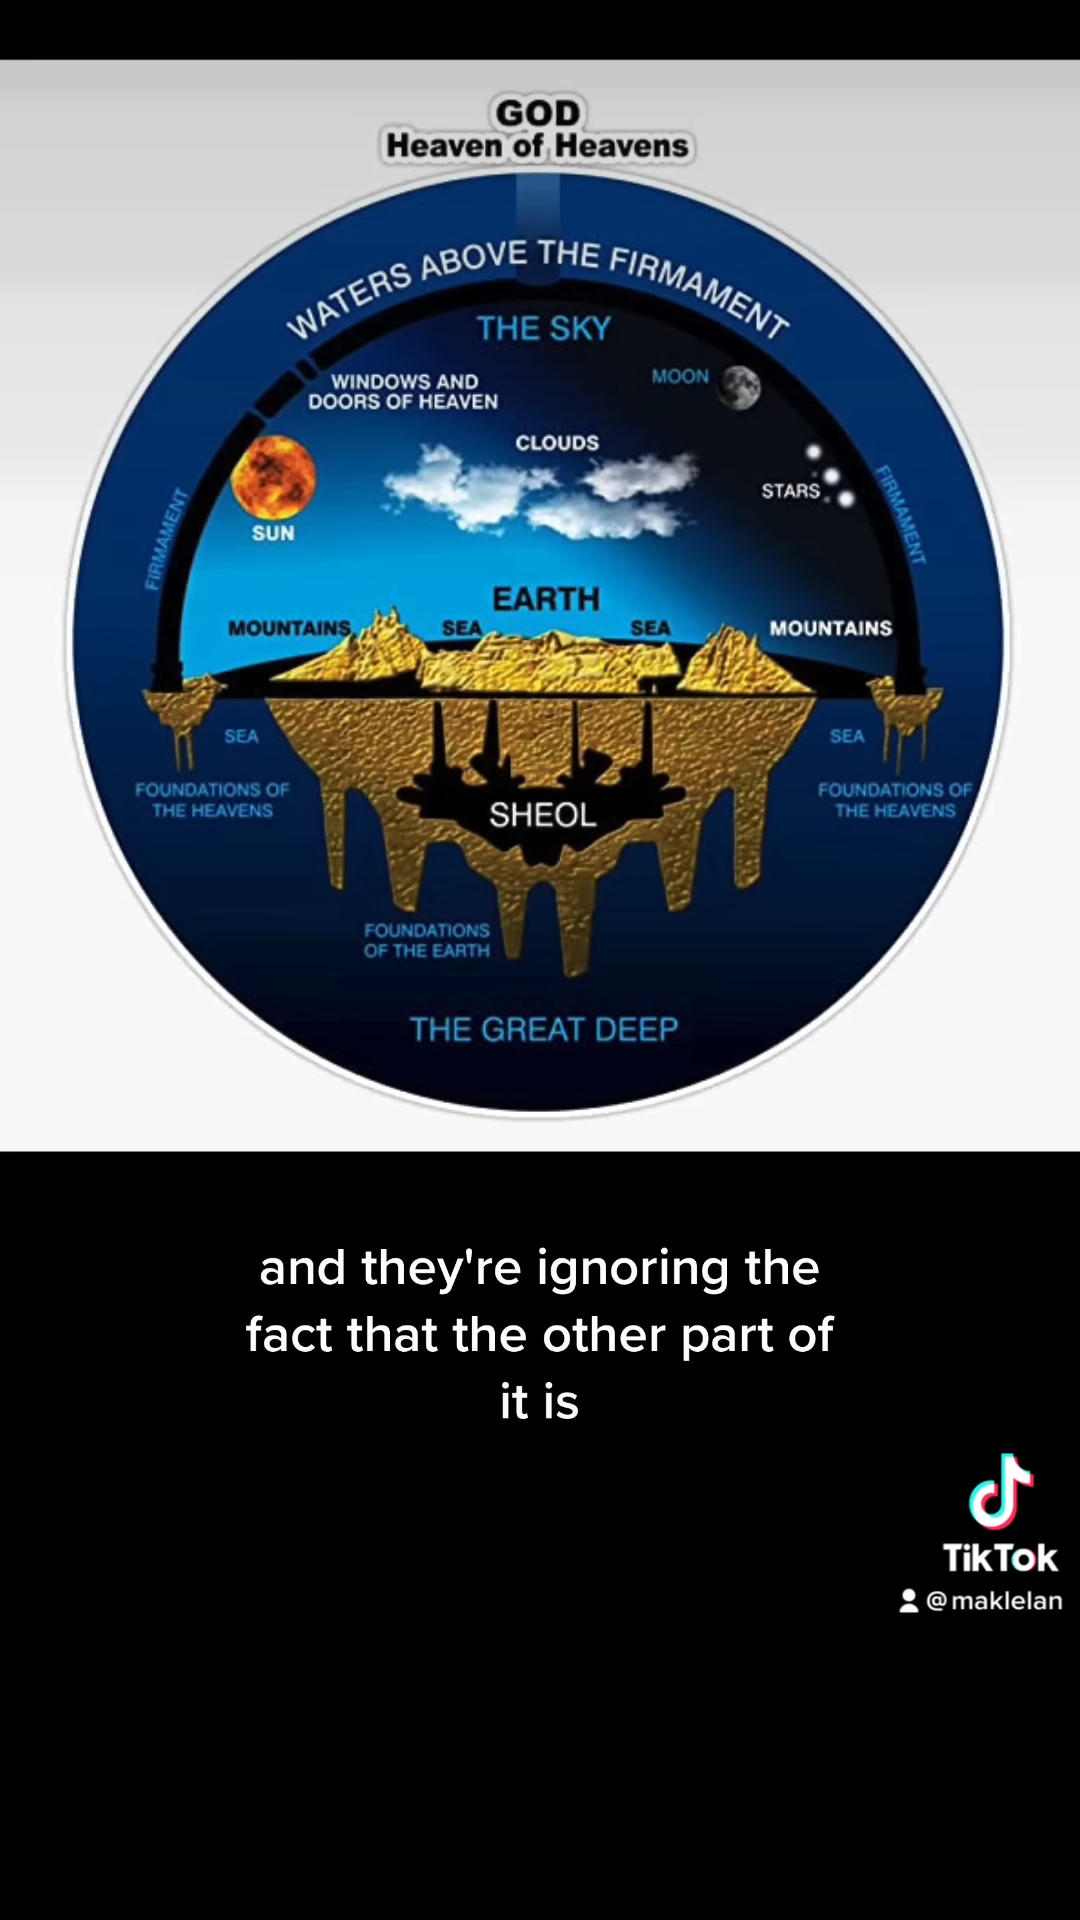 GOD
Heaven of Heavens
WATERS ABOVE THE FIRMAMENT
THE SKY
WINDOWS AND
DOORS OF HEAVEN
MOON
CLOUDS
STARS
SUN
FIRMAMENT
FIRMAMENT
EARTH
MOUNTAINS
SEA
SEA
MOUNTAINS
SEA
SEA
FOUNDATIONS OF
THE HEAVENS
FOUNDATIONS OF
THE HEAVENS
SHEOL
FOUNDATIONS
OF THE EARTH
THE GREAT DEEP
and they're ignoring the
fact that the other part of
it is
TikTok
@maklelan